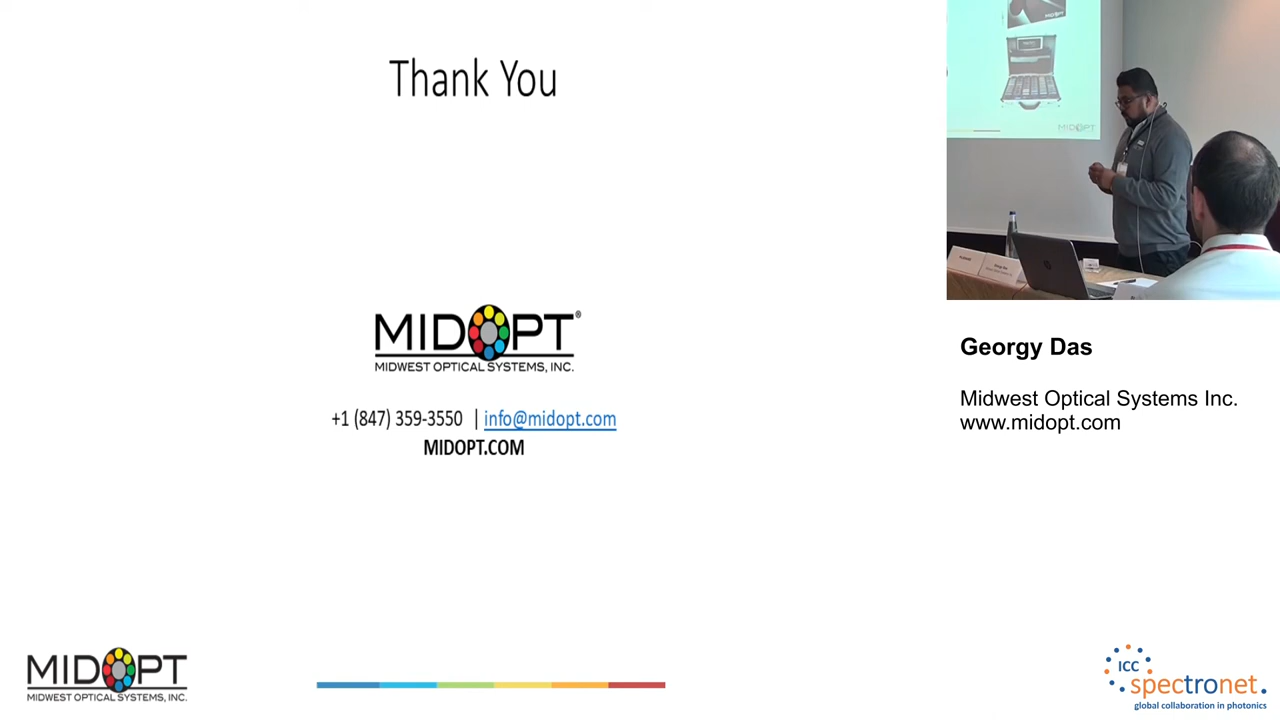 Thank You
MIDOPT®
MIDWEST OPTICAL SYSTEMS, INC.
+1 (847) 359-3550 | info@midopt.com
MIDOPT.COM
MIDOPT
MIDWEST OPTICAL SYSTEMS, INC.
MIDOPT
Georgy Das
Midwest Optical Systems Inc.
www.midopt.com
ICC
spectronet.
global collaboration in photonics